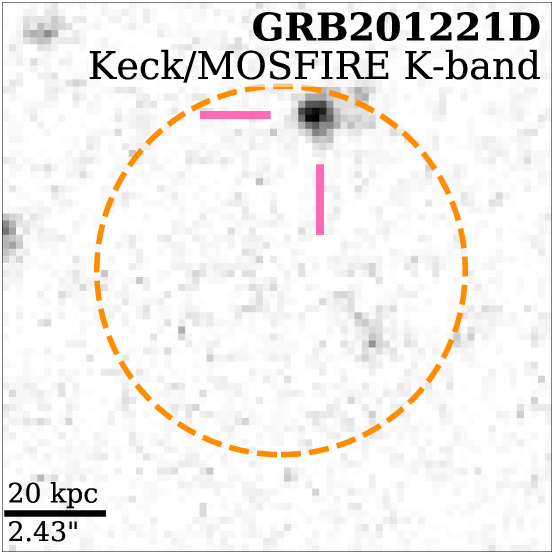 GRB201221D
Keck/MOSFIRE K-band
20 kpc
2.43"